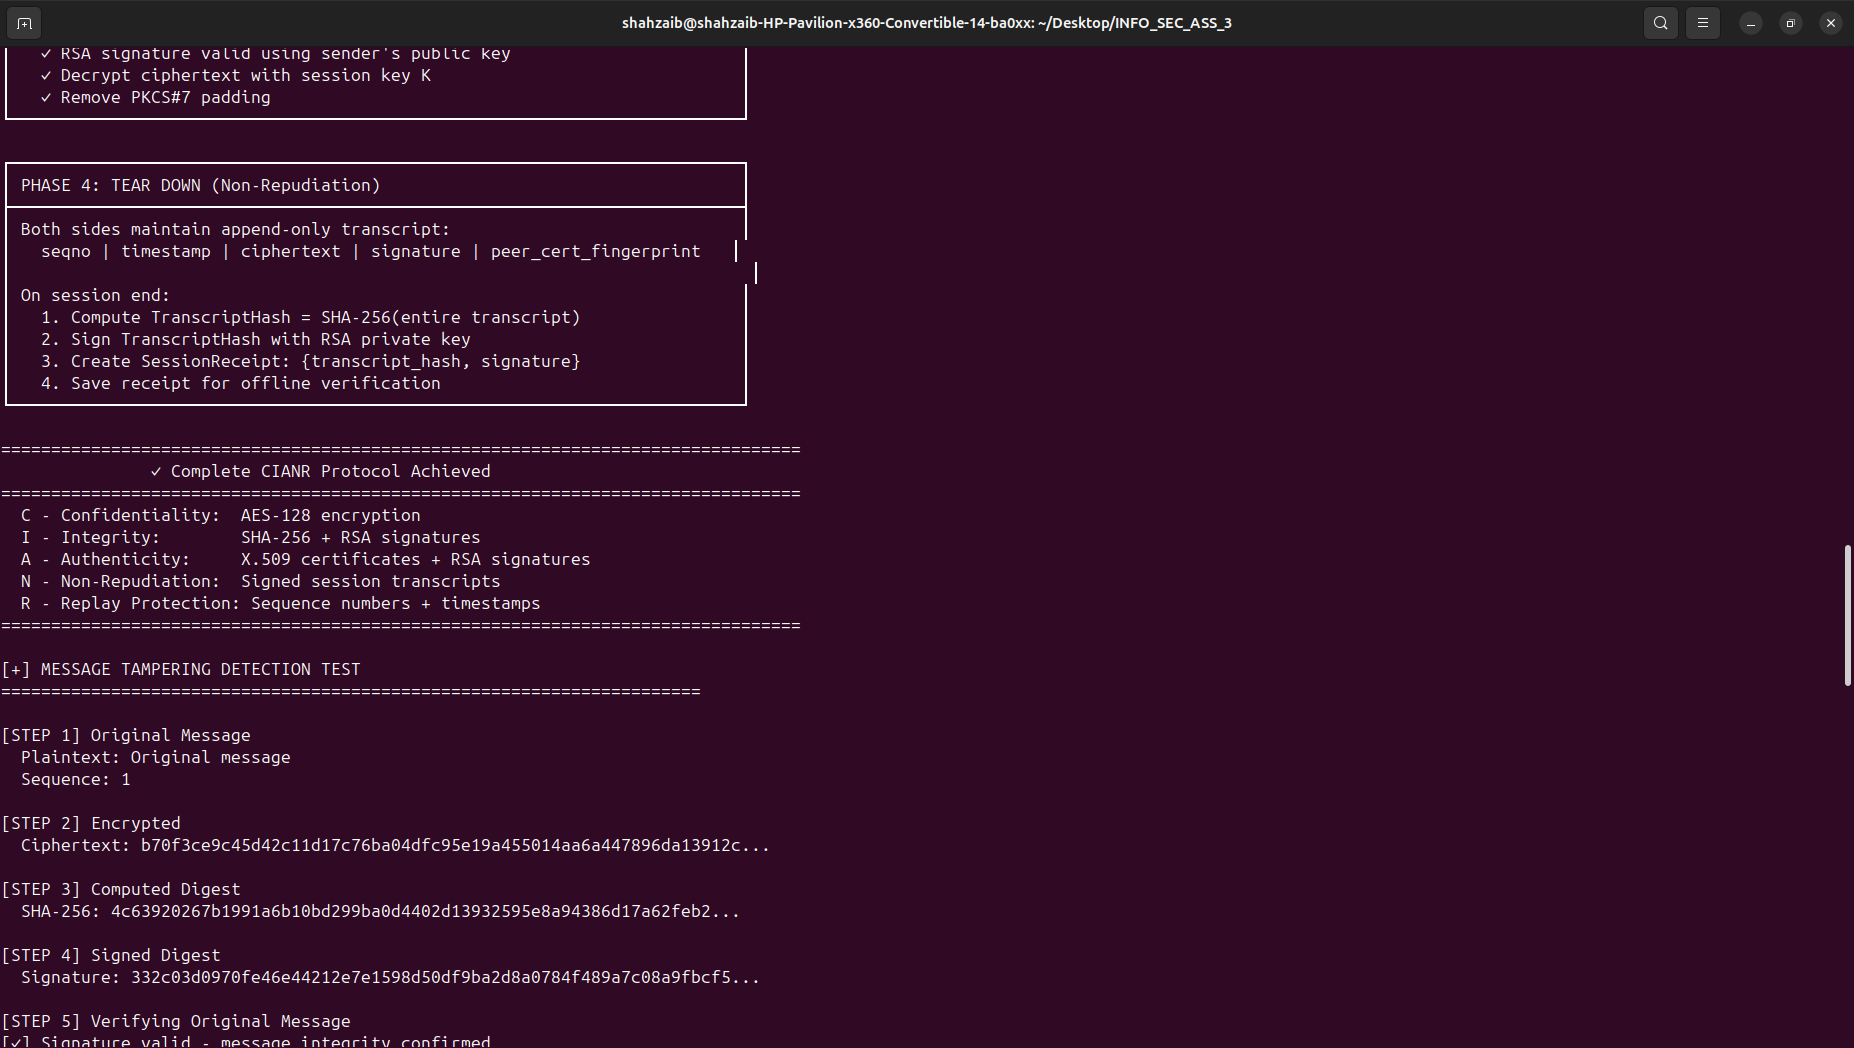 shahzaib@shahzaib-HP-Pavilion-x360-Convertible-14-ba0xx: ~/Desktop/INFO_SEC_ASS_3
✓ RSA signature valid using sender's public key
✓ Decrypt ciphertext with session key K
✓ Remove PKCS#7 padding
PHASE 4: TEAR DOWN (Non-Repudiation)
Both sides maintain append-only transcript:
seqno | timestamp | ciphertext | signature | peer_cert_fingerprint
On session end:
1. Compute TranscriptHash = SHA-256(entire transcript)
2. Sign TranscriptHash with RSA private key
3. Create SessionReceipt: {transcript_hash, signature}
4. Save receipt for offline verification
================================================================================
✓ Complete CIANR Protocol Achieved
================================================================================
C - Confidentiality:  AES-128 encryption
I - Integrity:        SHA-256 + RSA signatures
A - Authenticity:     X.509 certificates + RSA signatures
N - Non-Repudiation:  Signed session transcripts
R - Replay Protection: Sequence numbers + timestamps
================================================================================
[+] MESSAGE TAMPERING DETECTION TEST
======================================================================
[STEP 1] Original Message
Plaintext: Original message
Sequence: 1
[STEP 2] Encrypted
Ciphertext: b70f3ce9c45d42c11d17c76ba04dfc95e19a455014aa6a447896da13912c...
[STEP 3] Computed Digest
SHA-256: 4c63920267b1991a6b10bd299ba0d4402d13932595e8a94386d17a62feb2...
[STEP 4] Signed Digest
Signature: 332c03d0970fe46e44212e7e1598d50df9ba2d8a0784f489a7c08a9fbcf5...
[STEP 5] Verifying Original Message
[✓] Signature valid - message integrity confirmed